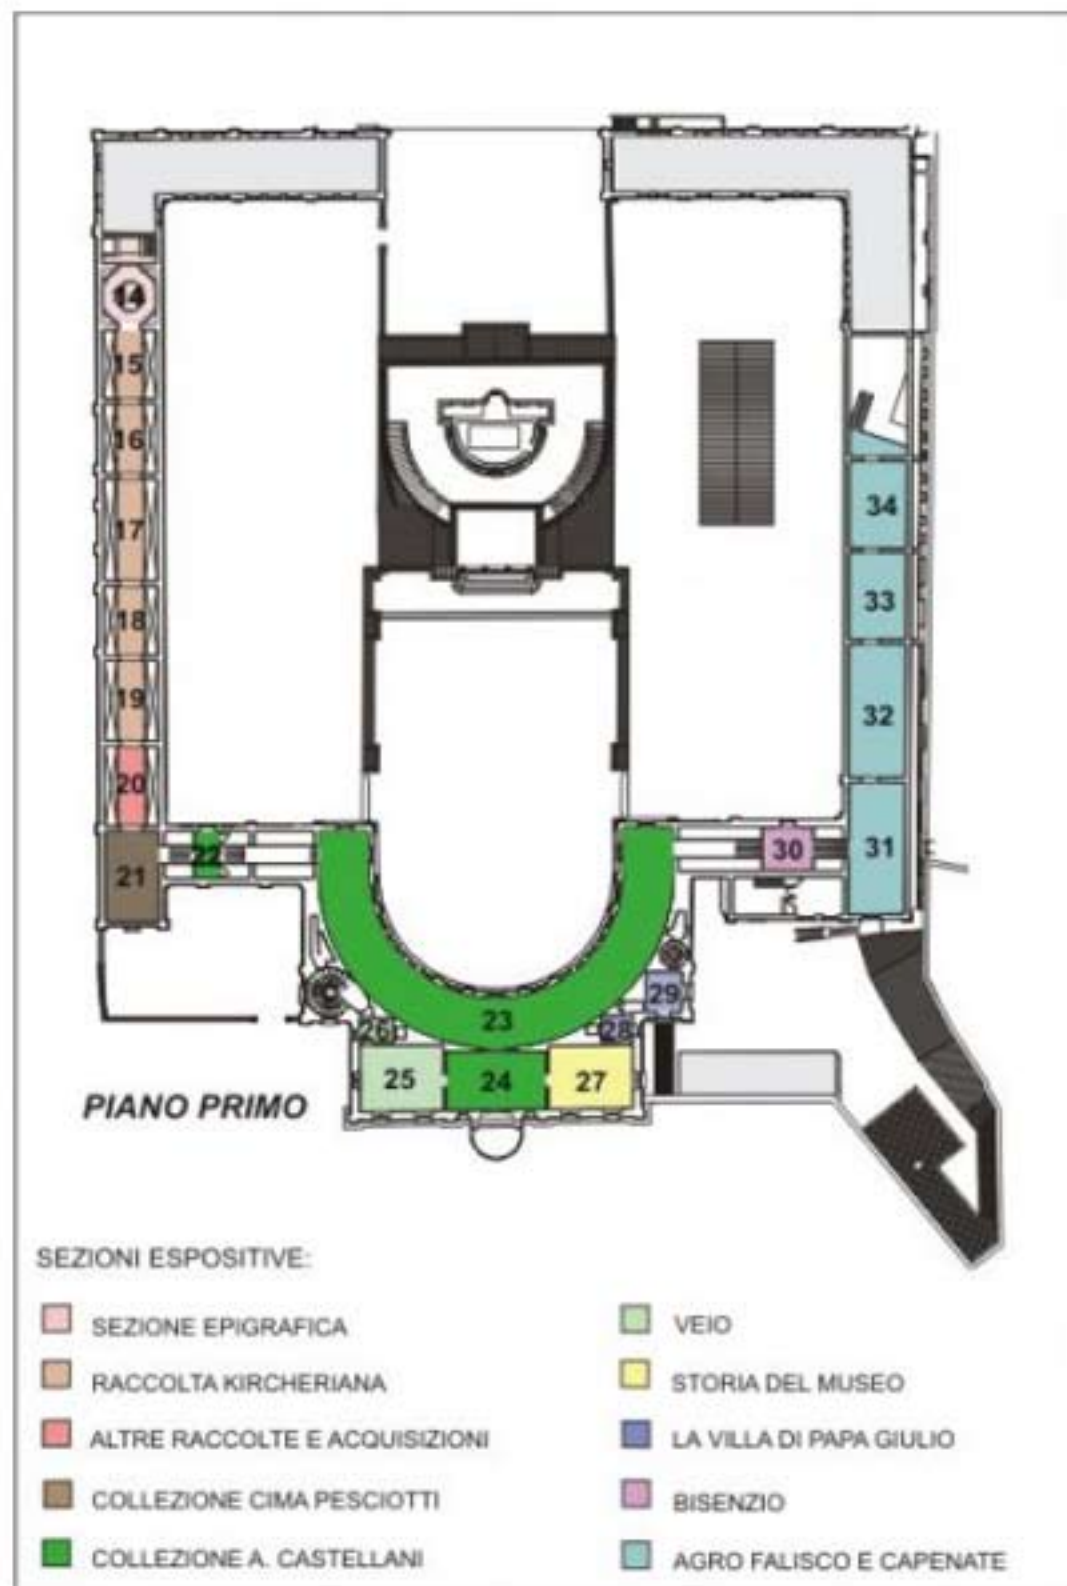 14
15
16
17
18
19
20
21
22
23
24
25
26
27
28
29
30
31
32
33
34
PIANO PRIMO
SEZIONI ESPOSITIVE:
SEZIONE EPIGRAFICA
RACCOLTA KIRCHERIANA
ALTRE RACCOLTE E ACQUISIZIONI
COLLEZIONE CIMA PESCIOTTI
COLLEZIONE A. CASTELLANI
VEIO
STORIA DEL MUSEO
LA VILLA DI PAPA GIULIO
BISENZIO
AGRO FALISCO E CAPENATE